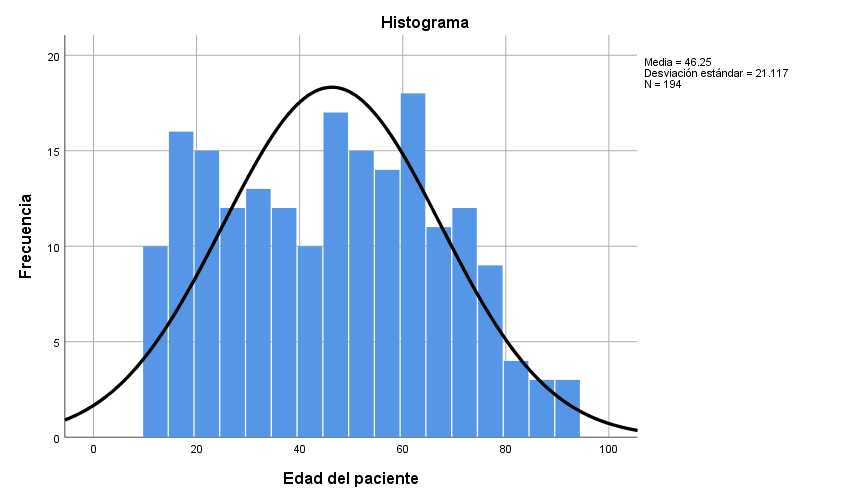 Histograma
Media = 46.25
Desviación estándar = 21.117
N = 194
Frecuencia
20
15
10
5
0
0 20 40 60 80 100
Edad del paciente